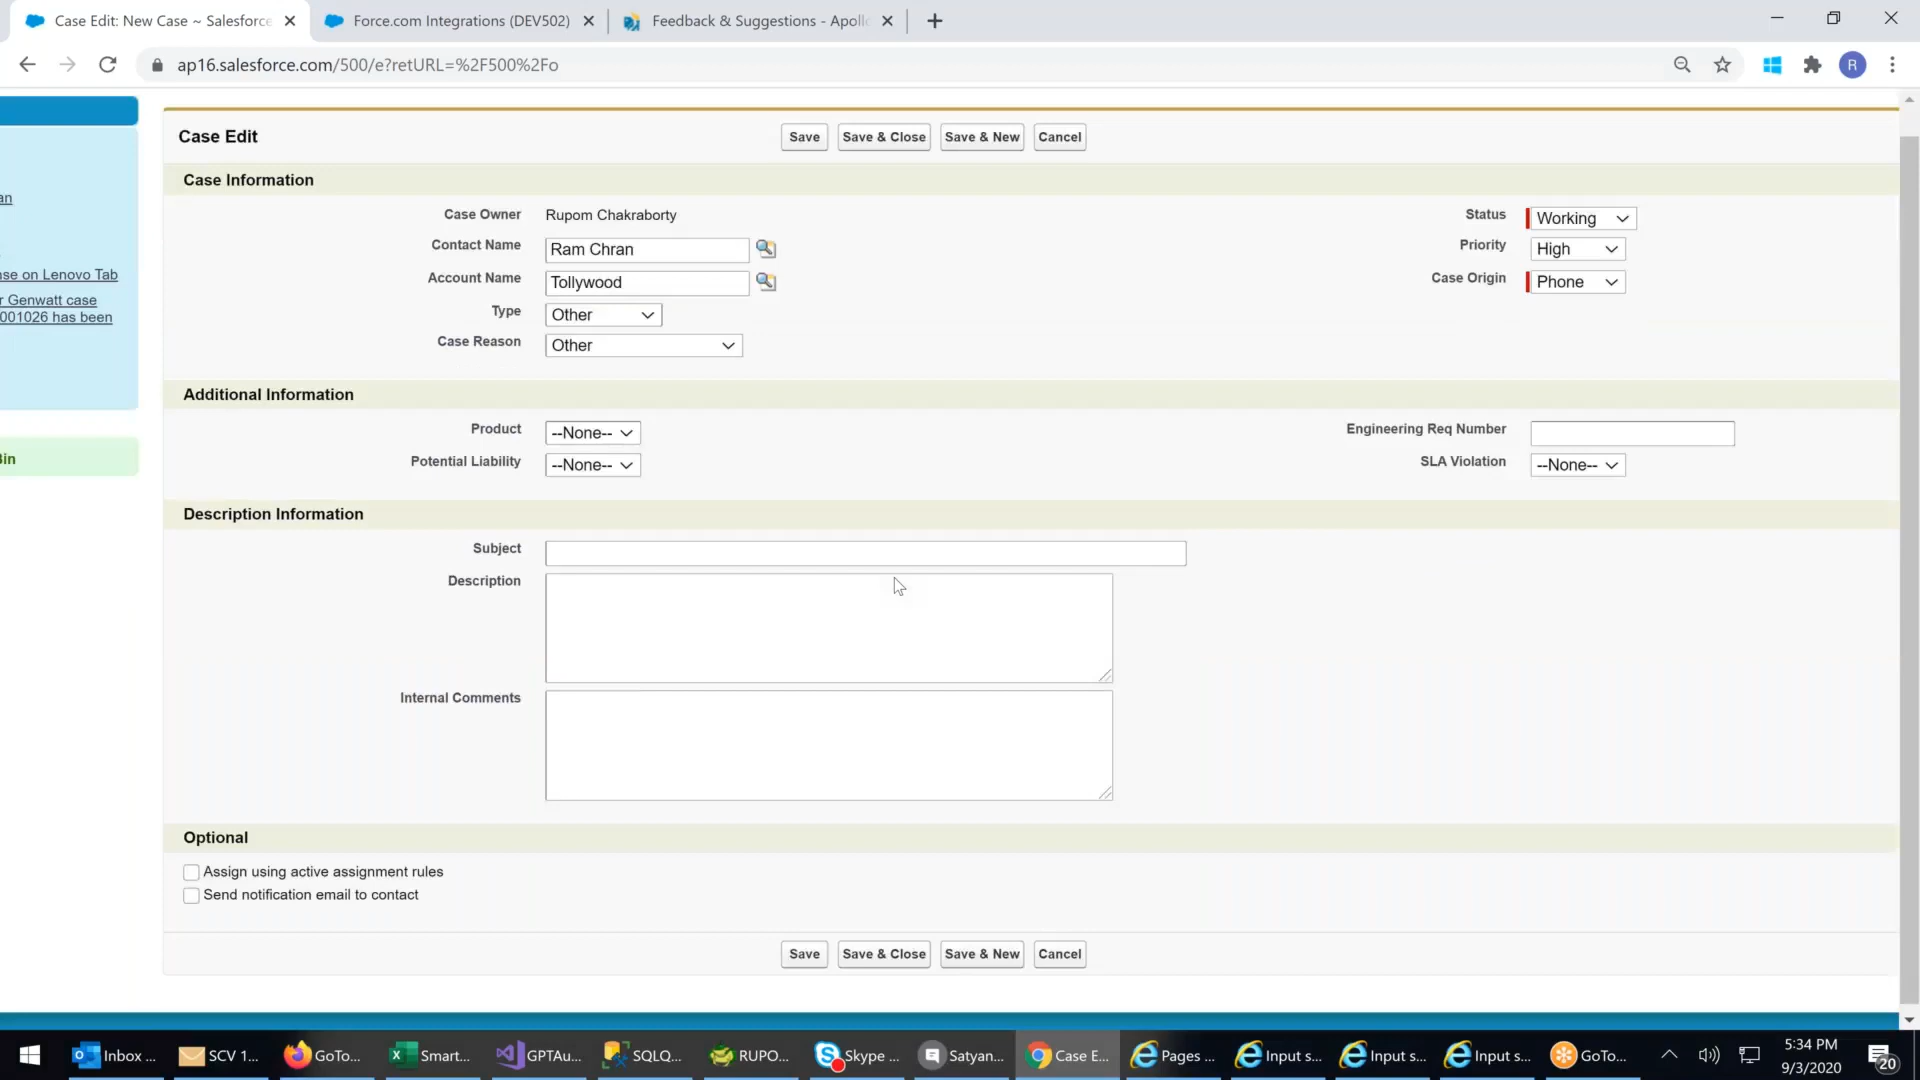 Case Edit: New Case ~ Salesforce
Force.com Integrations (DEV502)
Feedback & Suggestions - Apoll
ap16.salesforce.com/500/e?retURL=%2F500%2Fo
R
Case Edit
Save
Save & Close
Save & New
Cancel
Case Information
an
nse on Lenovo Tab
r Genwatt case
001026 has been
Case Owner
Rupom Chakraborty
Status
Working
Contact Name
Ram Chran
Priority
High
Account Name
Tollywood
Case Origin
Phone
Type
Other
Case Reason
Other
Additional Information
Product
--None--
Engineering Req Number
Potential Liability
--None--
SLA Violation
--None--
Bin
Description Information
Subject
Description
Internal Comments
Optional
Assign using active assignment rules
Send notification email to contact
Save
Save & Close
Save & New
Cancel
Inbox ...
SCV 1...
GoTo...
Smart...
GPTAu...
SQLQ...
RUPO...
Skype ...
Satyan...
Case E...
Pages ...
Input s...
Input s...
Input s...
GoTo...
5:34 PM
9/3/2020
20